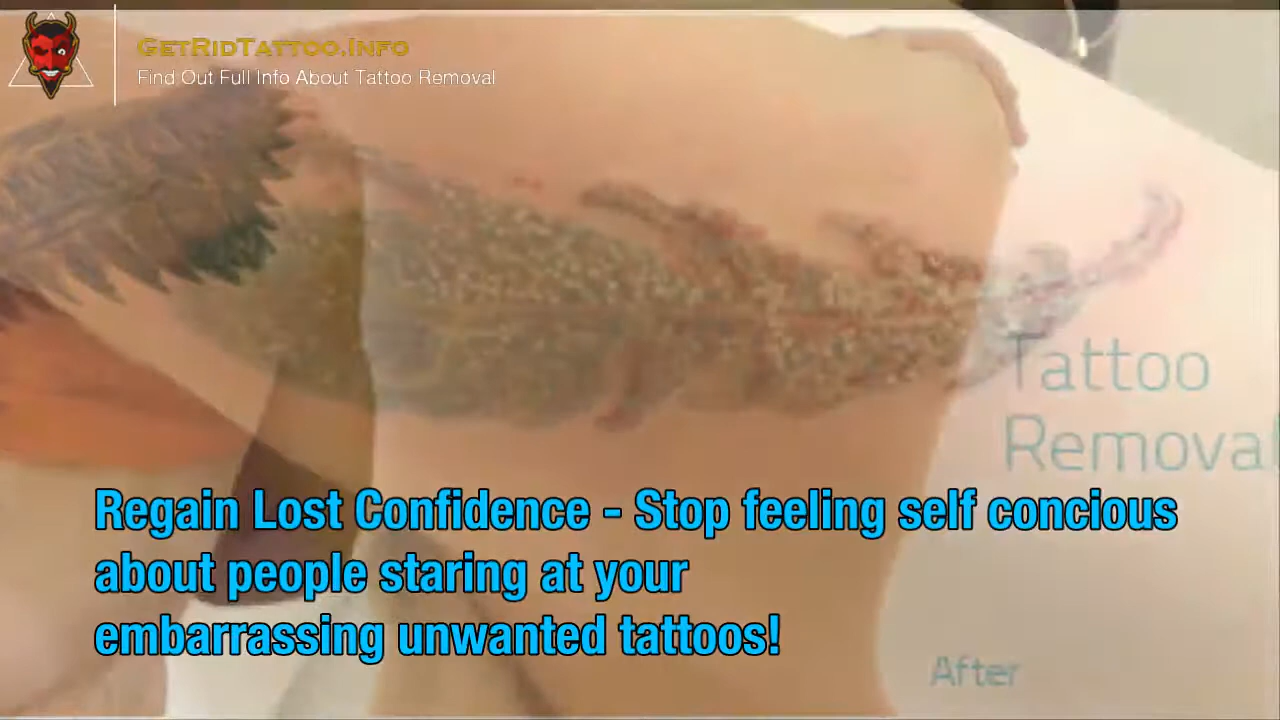 GetRidTattoo.Info
Find Out Full Info About Tattoo Removal
Tattoo
Removal
Regain Lost Confidence - Stop feeling self concious
about people staring at your
embarrassing unwanted tattoos!
After